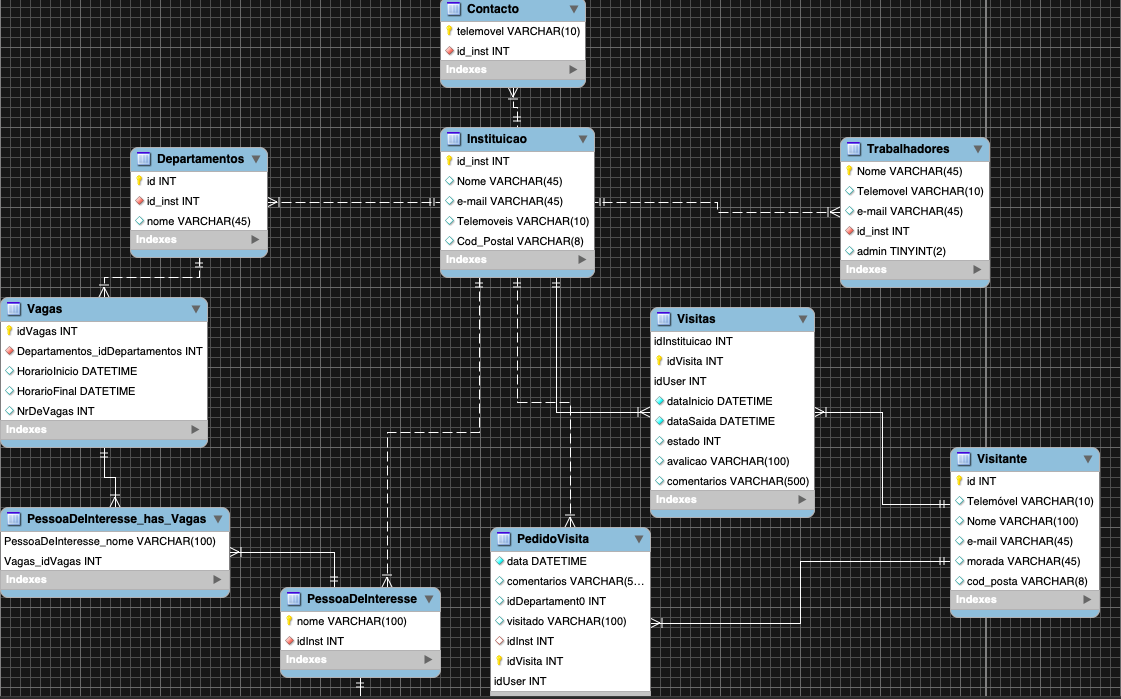 Contacto
telemovel VARCHAR(10)
id_inst INT
Indexes
Instituicao
id_inst INT
Nome VARCHAR(45)
e-mail VARCHAR(45)
Telemoveis VARCHAR(10)
Cod_Postal VARCHAR(8)
Indexes
Departamentos
id INT
id_inst INT
nome VARCHAR(45)
Indexes
Trabalhadores
Nome VARCHAR(45)
Telemovel VARCHAR(10)
e-mail VARCHAR(45)
id_inst INT
admin TINYINT(2)
Indexes
Vagas
idVagas INT
Departamentos_idDepartamentos INT
HorarioInicio DATETIME
HorarioFinal DATETIME
NrDeVagas INT
Indexes
Visitas
idInstituicao INT
idVisita INT
idUser INT
dataInicio DATETIME
dataSaida DATETIME
estado INT
avalicao VARCHAR(100)
comentarios VARCHAR(500)
Indexes
Visitante
id INT
Telemóvel VARCHAR(10)
Nome VARCHAR(100)
e-mail VARCHAR(45)
morada VARCHAR(45)
cod_posta VARCHAR(8)
Indexes
PessoaDeInteresse_has_Vagas
PessoaDeInteresse_nome VARCHAR(100)
Vagas_idVagas INT
Indexes
PessoaDeInteresse
nome VARCHAR(100)
idInst INT
Indexes
PedidoVisita
data DATETIME
comentarios VARCHAR(5...
idDepartament0 INT
visitado VARCHAR(100)
idInst INT
idVisita INT
idUser INT